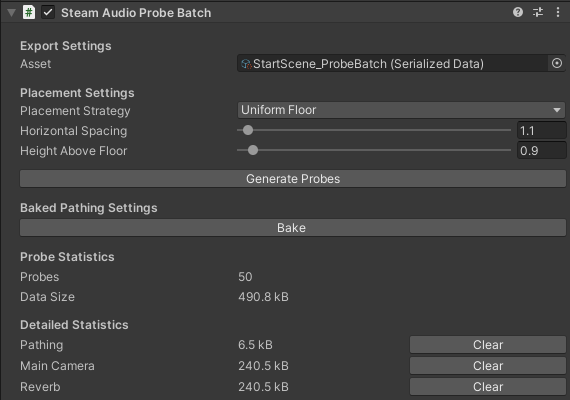 Steam Audio Probe Batch
Export Settings
Asset StartScene_ProbeBatch (Serialized Data)
Placement Settings
Placement Strategy Uniform Floor
Horizontal Spacing 1.1
Height Above Floor 0.9
Generate Probes
Baked Pathing Settings
Bake
Probe Statistics
Probes 50
Data Size 490.8 kB
Detailed Statistics
Pathing 6.5 kB Clear
Main Camera 240.5 kB Clear
Reverb 240.5 kB Clear